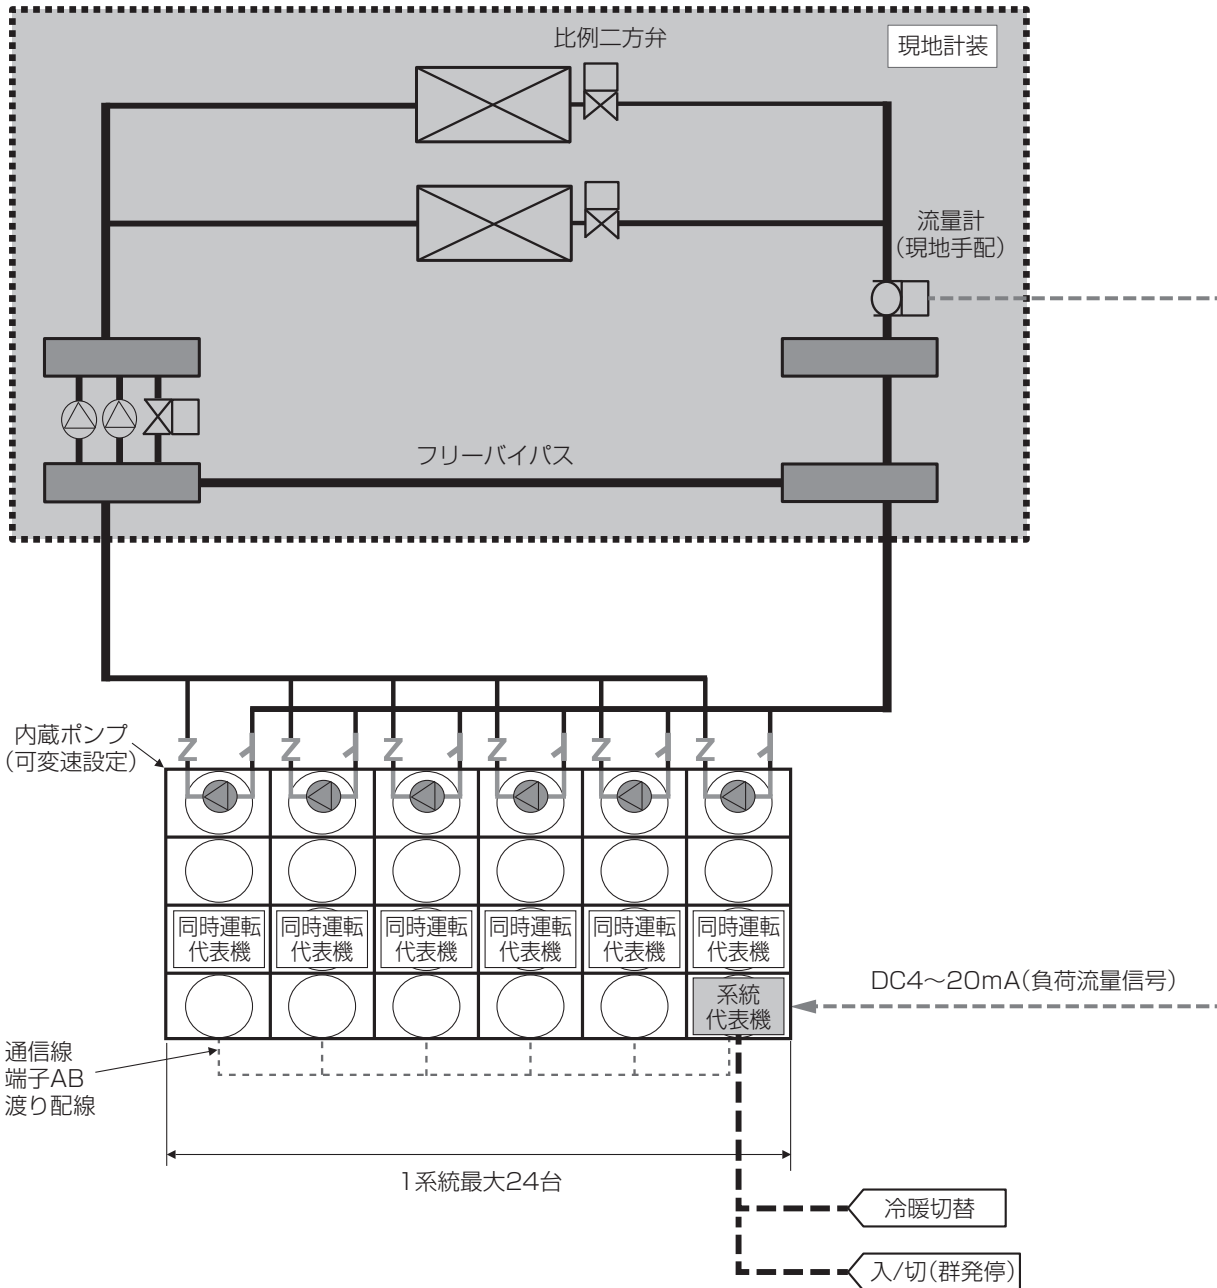 比例二方弁
現地計装
流量計
（現地手配）
フリーバイパス
内蔵ポンプ
（可変速設定）
同時運転
代表機
同時運転
代表機
同時運転
代表機
同時運転
代表機
同時運転
代表機
同時運転
代表機
系統
代表機
DC4～20mA（負荷流量信号）
通信線
端子AB
渡り配線
1系統最大24台
冷暖切替
入/切（群発停）